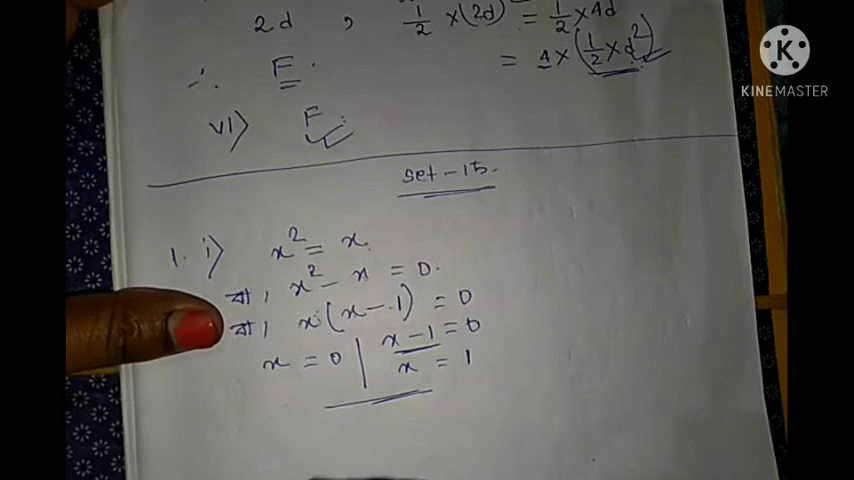 2d , 1/2 × (2d)² = 1/2 × 4d
= 4 × (1/2 × d²)
∴ F.
vi) F
set-15.
1. i) x² = x.
বা, x² - x = 0.
বা, x(x - 1) = 0
x = 0 | x - 1 = 0
x = 1
K
KINEMASTER